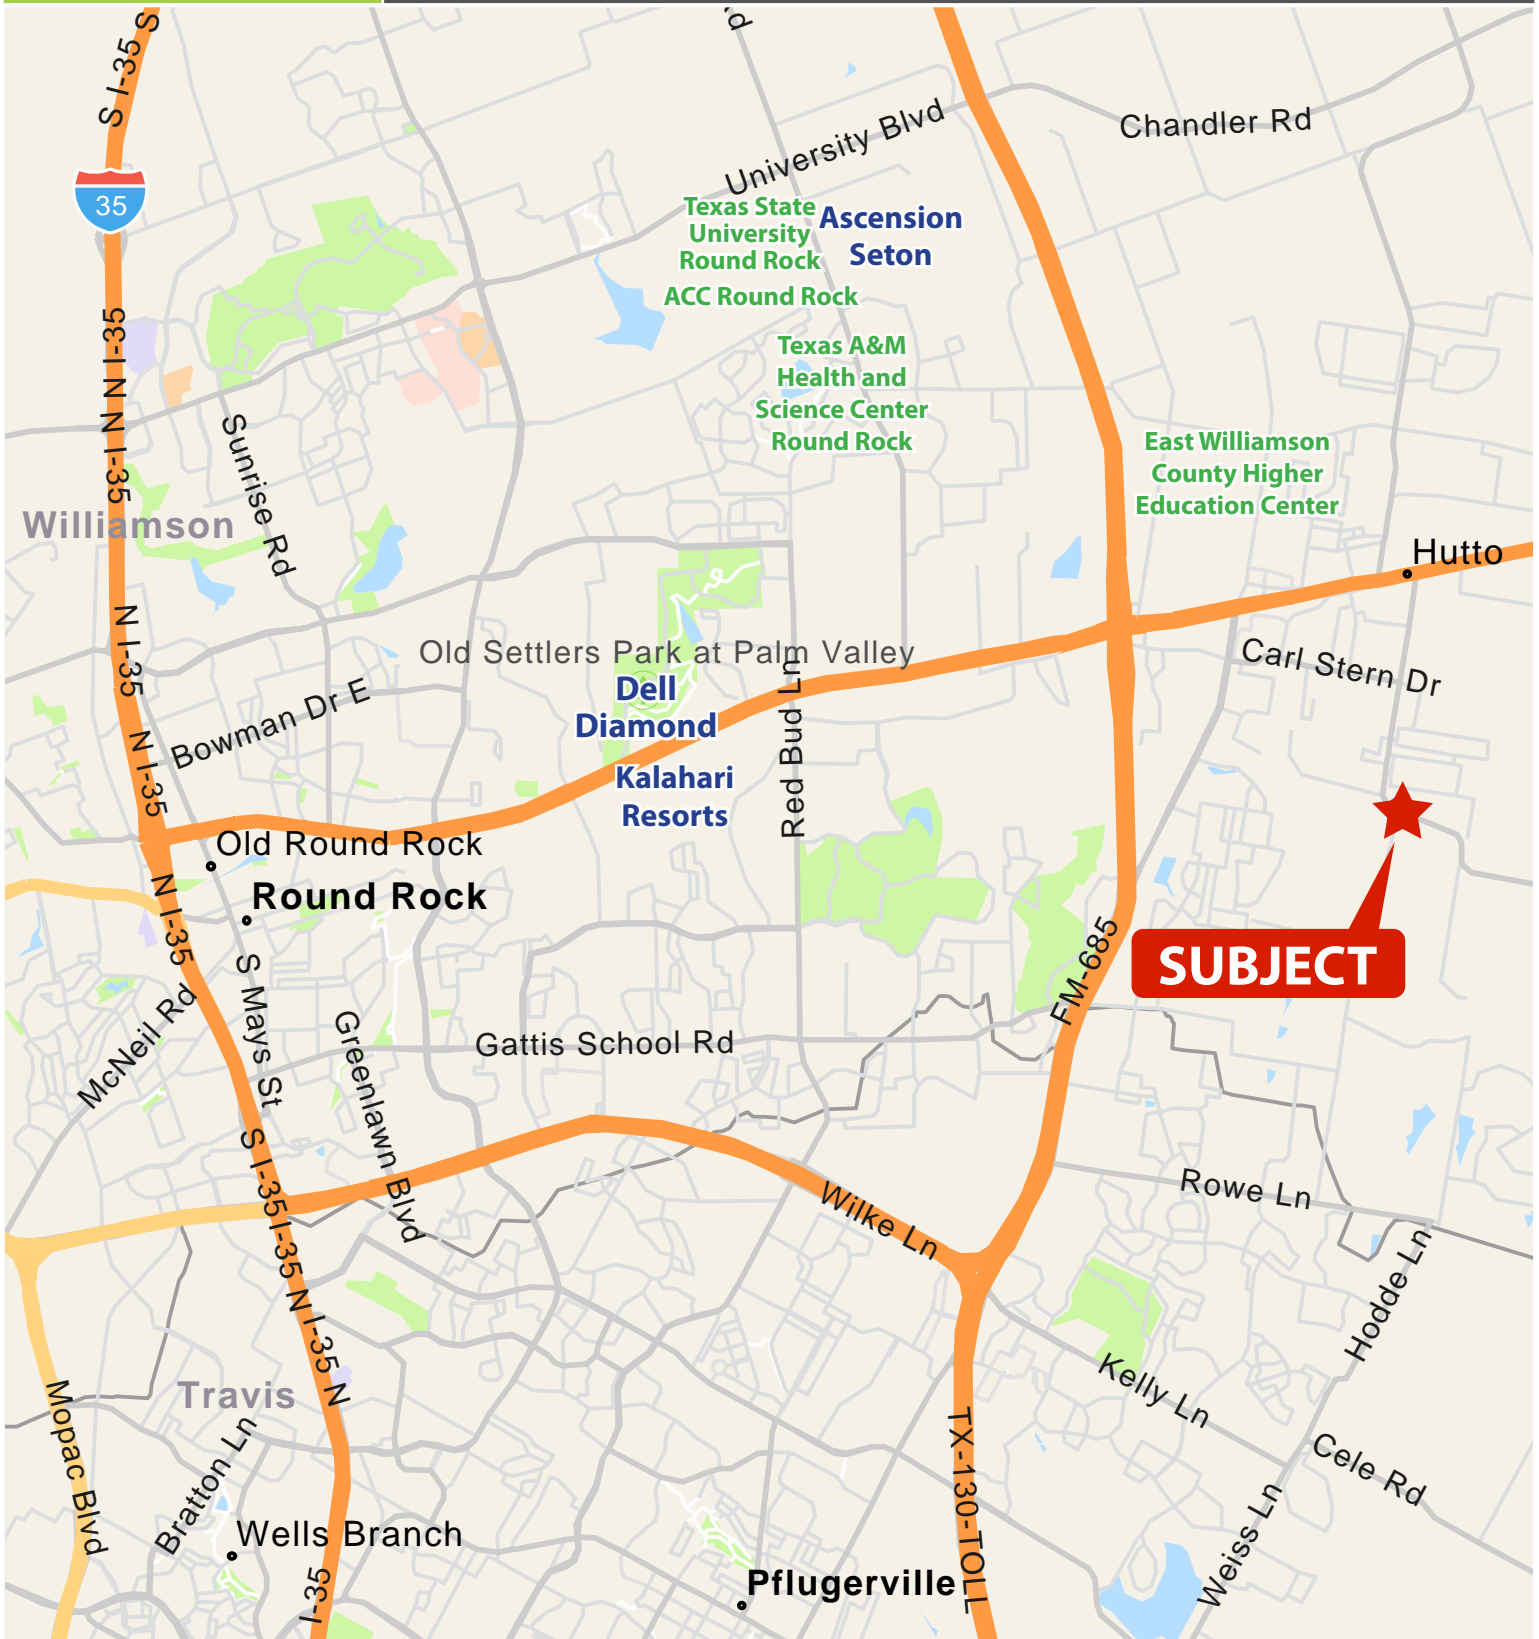 S I-35 S
d
University Blvd
Chandler Rd
35
Texas State
University
Round Rock
Ascension
Seton
ACC Round Rock
N I-35
Texas A&M
Health and
Science Center
Round Rock
N I-35 N
Sunrise Rd
East Williamson
County Higher
Education Center
Williamson
Hutto
N I-35
Old Settlers Park at Palm Valley
Carl Stern Dr
Dell
Diamond
Bowman Dr E
Red Bud Ln
N I-35
Kalahari
Resorts
Old Round Rock
Round Rock
N I-35
SUBJECT
FM-685
S Mays St
McNeil Rd
Greenlawn Blvd
Gattis School Rd
S I-35
Rowe Ln
Wilke Ln
I-35 N
Hodde Ln
I-35 N
Kelly Ln
Travis
Mopac Blvd
Bratton Ln
TX-130-TOLL
Cele Rd
Weiss Ln
Wells Branch
Pflugerville
I-35